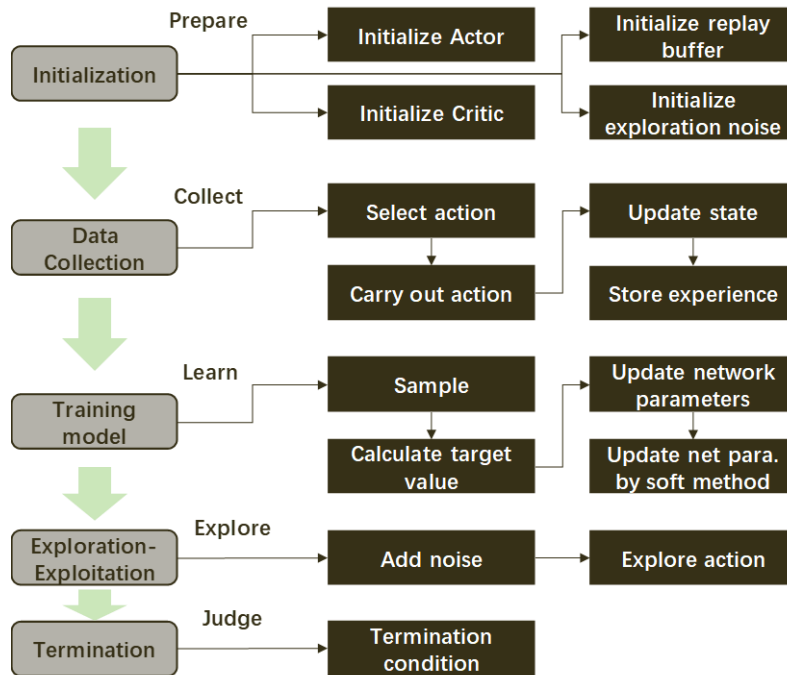 Prepare
Initialization
Initialize Actor
Initialize replay
buffer
Initialize Critic
Initialize
exploration noise
Collect
Data
Collection
Select action
Update state
Carry out action
Store experience
Learn
Training
model
Sample
Update network
parameters
Calculate target
value
Update net para.
by soft method
Explore
Exploration-
Exploitation
Add noise
Explore action
Judge
Termination
Termination
condition